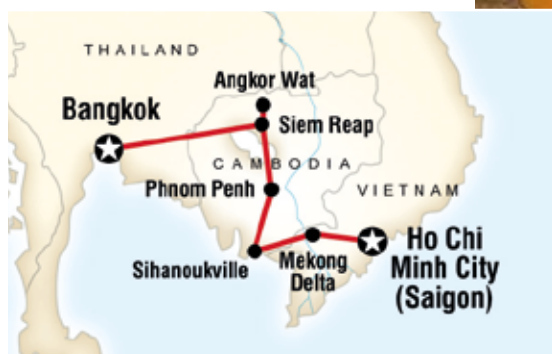 THAILAND
Angkor Wat
Bangkok
Siem Reap
CAMBODIA
Phnom Penh
VIETNAM
Sihanoukville
Mekong
Delta
Ho Chi
Minh City
(Saigon)